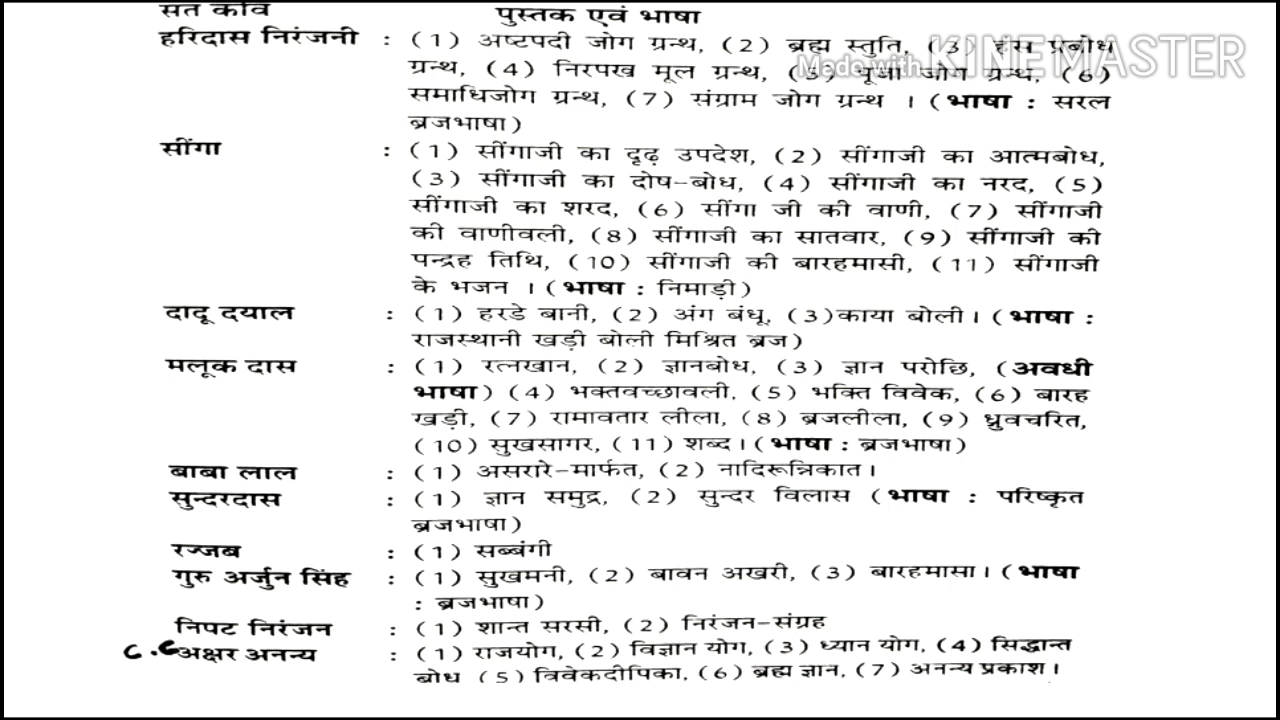 संत कवि पुस्तक एवं भाषा
हरिदास निरंजनी : (1) अष्टपदी जोग ग्रन्थ, (2) ब्रह्म स्तुति, (3) हंस प्रबोध
ग्रन्थ, (4) निरपख मूल ग्रन्थ, (5) पूजा जोग ग्रन्थ, (6)
Made with KINEMASTER
समाधिजोग ग्रन्थ, (7) संग्राम जोग ग्रन्थ । (भाषा : सरल
ब्रजभाषा)
सींगा : (1) सींगाजी का दृढ़ उपदेश, (2) सींगाजी का आत्मबोध,
(3) सींगाजी का दोष-बोध, (4) सींगाजी का नरद, (5)
सींगाजी का शरद, (6) सींगा जी की वाणी, (7) सींगाजी
की वाणीवली, (8) सींगाजी का सातवार, (9) सींगाजी की
पन्द्रह तिथि, (10) सींगाजी की बारहमासी, (11) सींगाजी
के भजन । (भाषा : निमाड़ी)
दादू दयाल : (1) हरडे बानी, (2) अंग बंधू, (3)काया बोली। (भाषा :
राजस्थानी खड़ी बोली मिश्रित ब्रज)
मलूक दास : (1) रत्नखान, (2) ज्ञानबोध, (3) ज्ञान परोछि, (अवधी
भाषा) (4) भक्तवच्छावली, (5) भक्ति विवेक, (6) बारह
खड़ी, (7) रामावतार लीला, (8) ब्रजलीला, (9) ध्रुवचरित,
(10) सुखसागर, (11) शब्द। (भाषा : ब्रजभाषा)
बाबा लाल : (1) असरारे-मार्फत, (2) नादिरून्निकात।
सुन्दरदास : (1) ज्ञान समुद्र, (2) सुन्दर विलास (भाषा : परिष्कृत
ब्रजभाषा)
रज्जब : (1) सब्बंगी
गुरु अर्जुन सिंह : (1) सुखमनी, (2) बावन अखरी, (3) बारहमासा। (भाषा
: ब्रजभाषा)
निपट निरंजन : (1) शान्त सरसी, (2) निरंजन-संग्रह
अक्षर अनन्य : (1) राजयोग, (2) विज्ञान योग, (3) ध्यान योग, (4) सिद्धान्त
बोध (5) विवेकदीपिका, (6) ब्रह्म ज्ञान, (7) अनन्य प्रकाश।